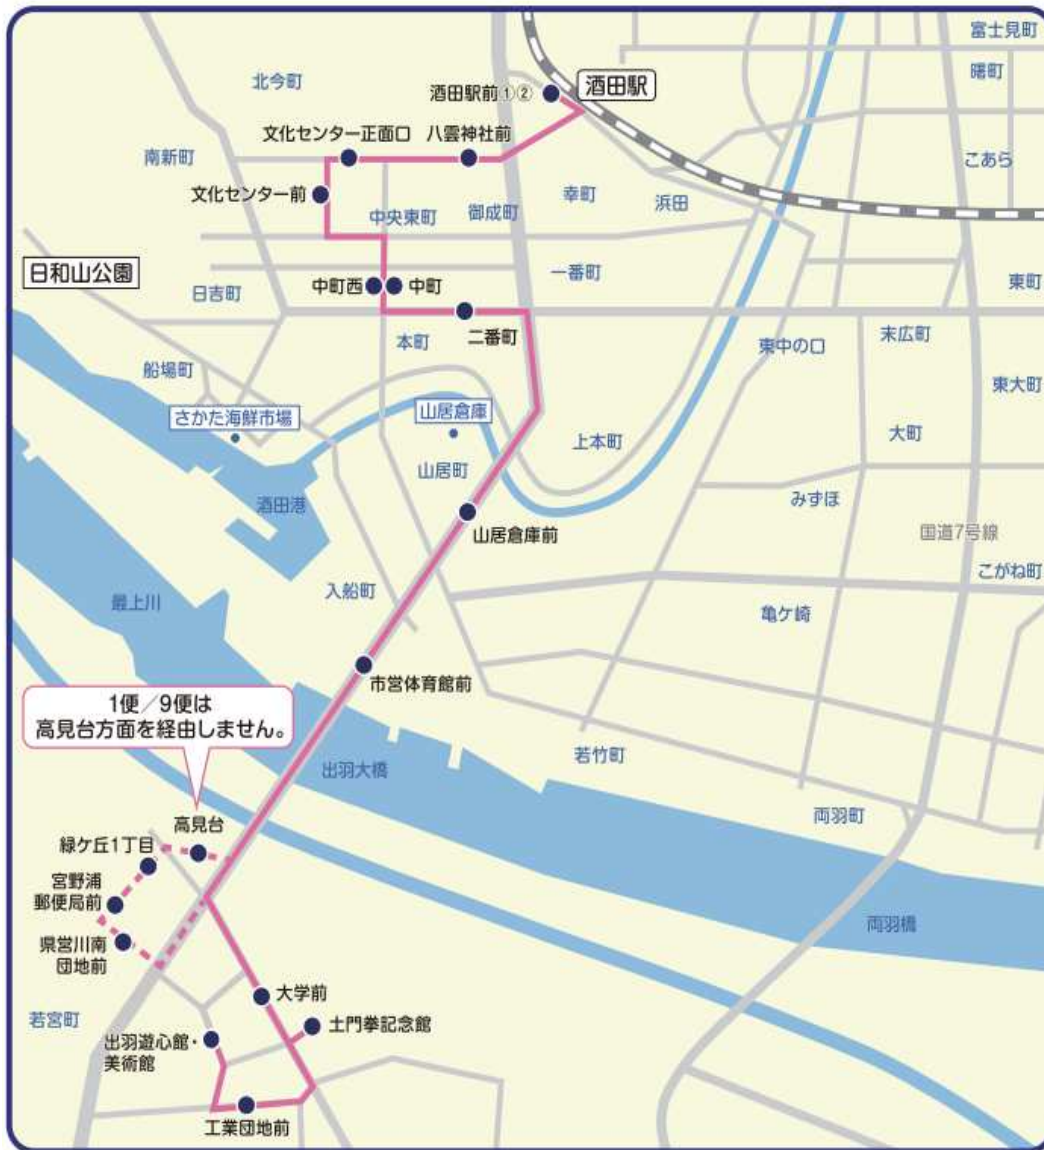 富士見町
曙町
北今町
酒田駅前①②
酒田駅
文化センター正面口
八雲神社前
南新町
こあら
文化センター前
中央東町
御成町
幸町
浜田
日和山公園
日吉町
中町西
中町
一番町
東町
船場町
本町
二番町
東中の口
末広町
東大町
さかた海鮮市場
山居倉庫
上本町
大町
山居町
酒田港
みずほ
山居倉庫前
国道7号線
こがね町
最上川
入船町
亀ケ崎
市営体育館前
1便/9便は
高見台方面を経由しません。
出羽大橋
若竹町
両羽町
高見台
緑ケ丘1丁目
宮野浦
郵便局前
県営川南
団地前
両羽橋
大学前
若宮町
土門拳記念館
出羽遊心館・
美術館
工業団地前